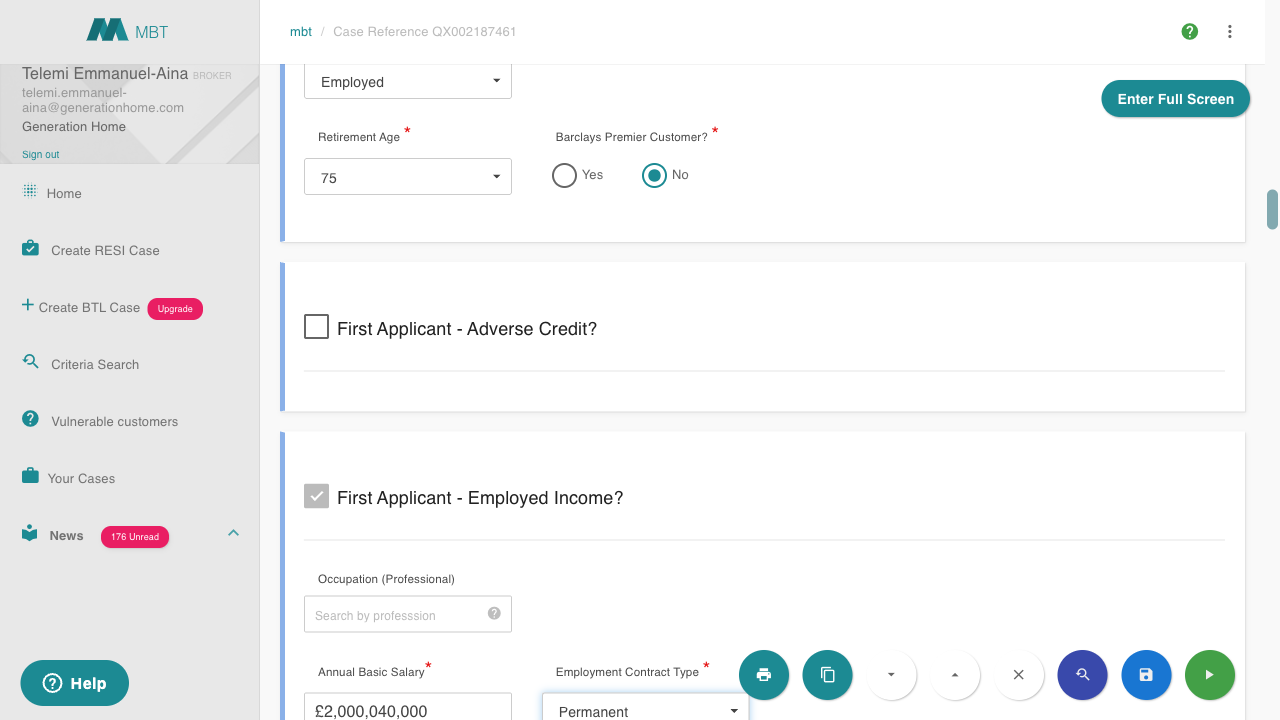 MBT
mbt / Case Reference QX002187461
Telemi Emmanuel-Aina BROKER
telemi.emmanuel-
aina@generationhome.com
Generation Home
Sign out
Home
Create RESI Case
Create BTL Case Upgrade
Criteria Search
Vulnerable customers
Your Cases
News 176 Unread
Help
Employed
Enter Full Screen
Retirement Age * Barclays Premier Customer? *
75 Yes No
First Applicant - Adverse Credit?
First Applicant - Employed Income?
Occupation (Professional)
Search by professsion
Annual Basic Salary * Employment Contract Type *
£2,000,040,000 Permanent